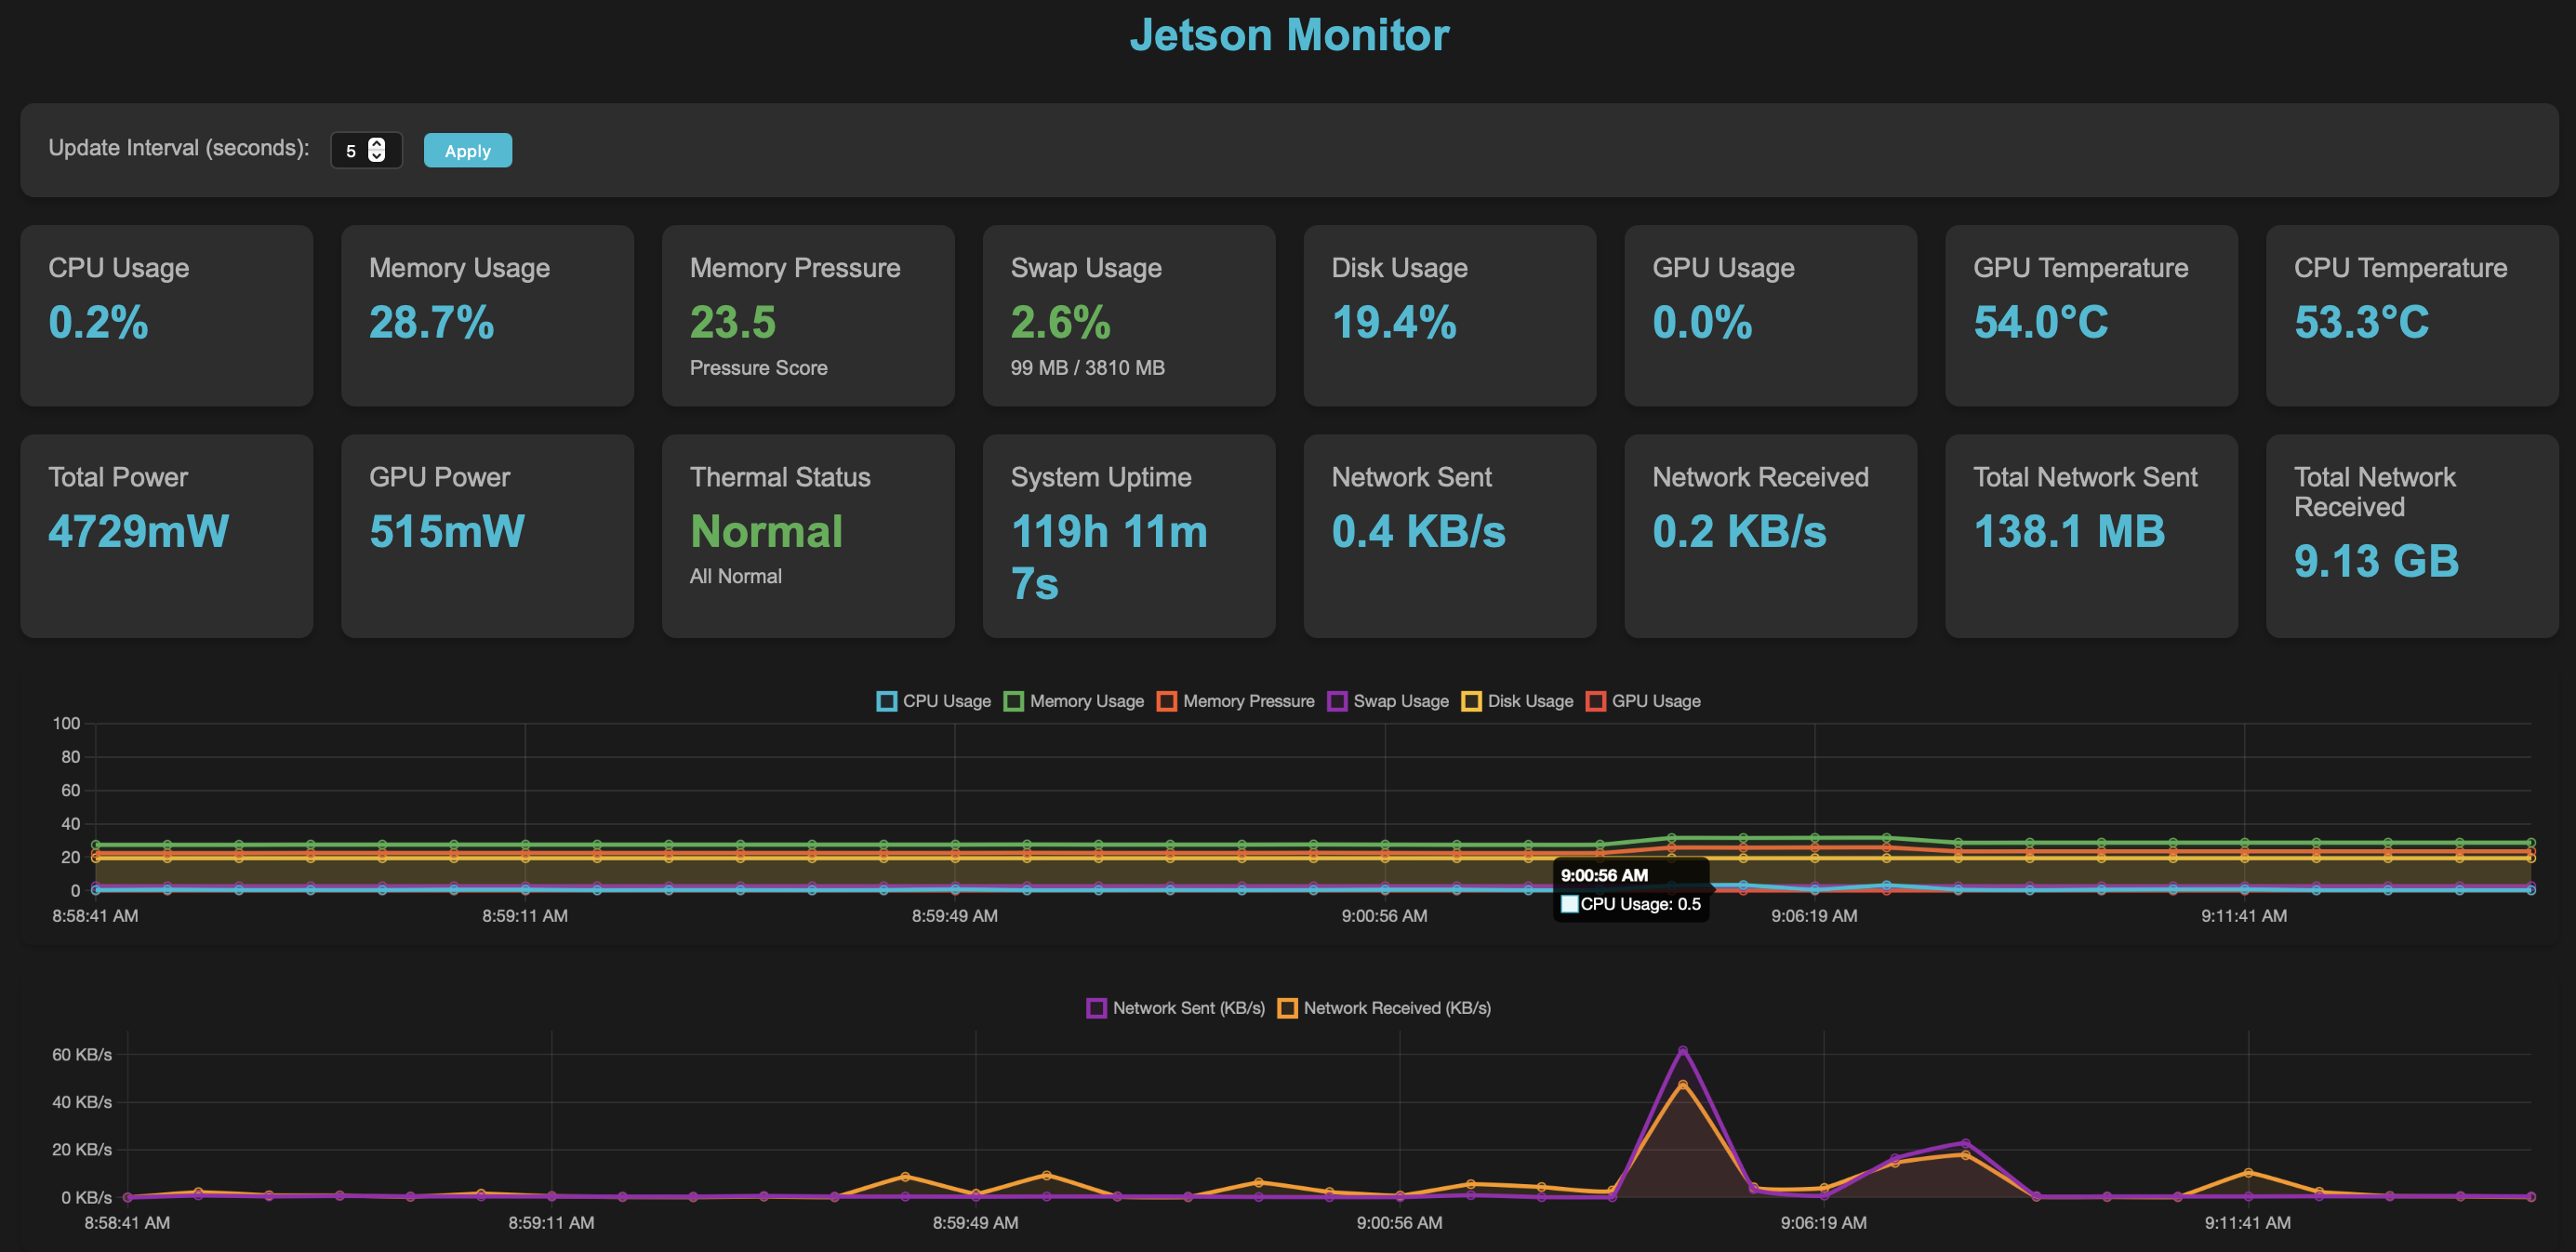 Jetson Monitor
Update Interval (seconds): 5 Apply
CPU Usage
0.2%
Memory Usage
28.7%
Memory Pressure
23.5
Pressure Score
Swap Usage
2.6%
99 MB / 3810 MB
Disk Usage
19.4%
GPU Usage
0.0%
GPU Temperature
54.0°C
CPU Temperature
53.3°C
Total Power
4729mW
GPU Power
515mW
Thermal Status
Normal
All Normal
System Uptime
119h 11m
7s
Network Sent
0.4 KB/s
Network Received
0.2 KB/s
Total Network Sent
138.1 MB
Total Network
Received
9.13 GB
CPU Usage Memory Usage Memory Pressure Swap Usage Disk Usage GPU Usage
100
80
60
40
20
0
9:00:56 AM
CPU Usage: 0.5
8:58:41 AM 8:59:11 AM 8:59:49 AM 9:00:56 AM 9:06:19 AM 9:11:41 AM
Network Sent (KB/s) Network Received (KB/s)
60 KB/s
40 KB/s
20 KB/s
0 KB/s
8:58:41 AM 8:59:11 AM 8:59:49 AM 9:00:56 AM 9:06:19 AM 9:11:41 AM